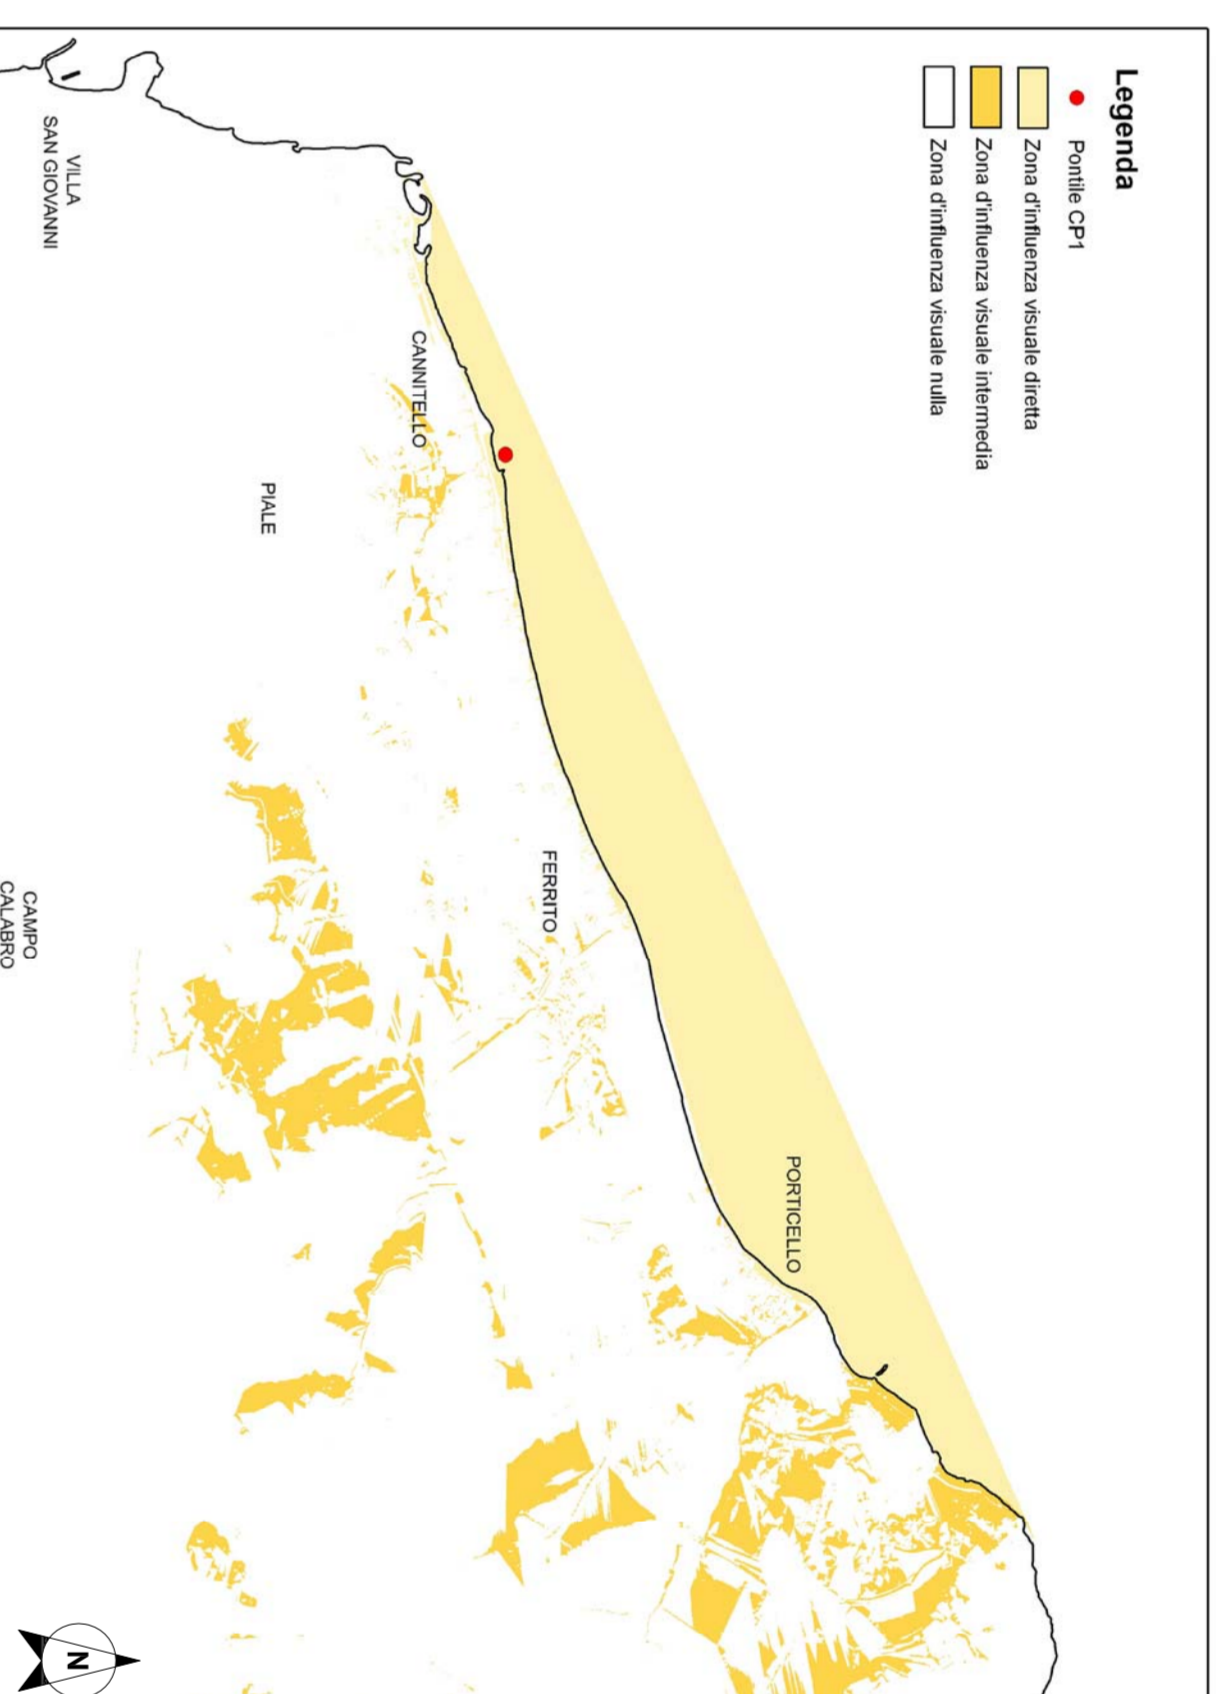 Legenda
Pontile CP1
Zona d'influenza visuale diretta
Zona d'influenza visuale intermedia
Zona d'influenza visuale nulla
VILLA
SAN GIOVANNI
CANNITELLO
PIALE
FERRITO
CAMPO
CALABRO
PORTICELLO
N